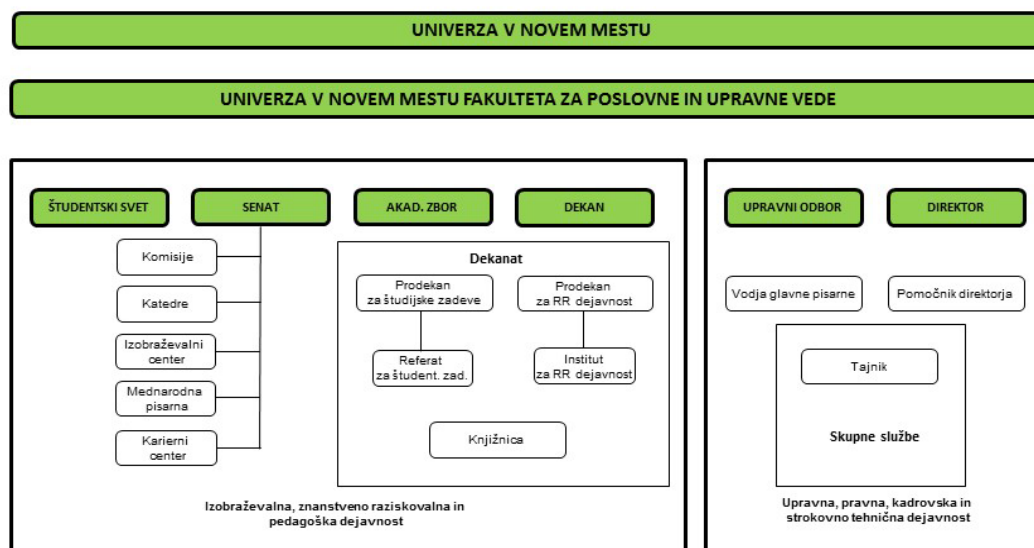 UNIVERZA V NOVEM MESTU
UNIVERZA V NOVEM MESTU FAKULTETA ZA POSLOVNE IN UPRAVNE VEDE
ŠTUDENTSKI SVET
SENAT
AKAD. ZBOR
DEKAN
Komisije
Katedre
Izobraževalni
center
Mednarodna
pisarna
Karierni
center
Dekanat
Prodekan
za študijske zadeve
Prodekan
za RR dejavnost
Referat
za študent. zad.
Institut
za RR dejavnost
Knjižnica
Izobraževalna, znanstveno raziskovalna in
pedagoška dejavnost
UPRAVNI ODBOR
DIREKTOR
Vodja glavne pisarne
Pomočnik direktorja
Tajnik
Skupne službe
Upravna, pravna, kadrovska in
strokovno tehnična dejavnost